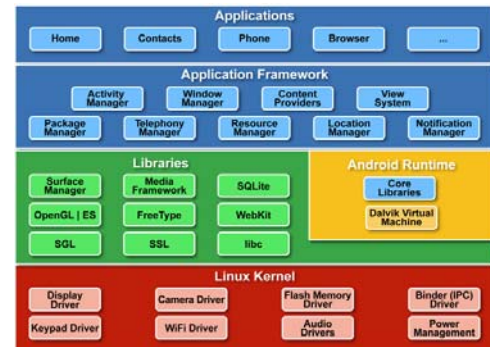 Applications
Home Contacts Phone Browser ...
Application Framework
Activity Manager Window Manager Content Providers View System
Package Manager Telephony Manager Resource Manager Location Manager Notification Manager
Libraries
Surface Manager Media Framework SQLite
OpenGL | ES FreeType WebKit
SGL SSL libc
Android Runtime
Core Libraries
Dalvik Virtual Machine
Linux Kernel
Display Driver Camera Driver Flash Memory Driver Binder (IPC) Driver
Keypad Driver WiFi Driver Audio Drivers Power Management